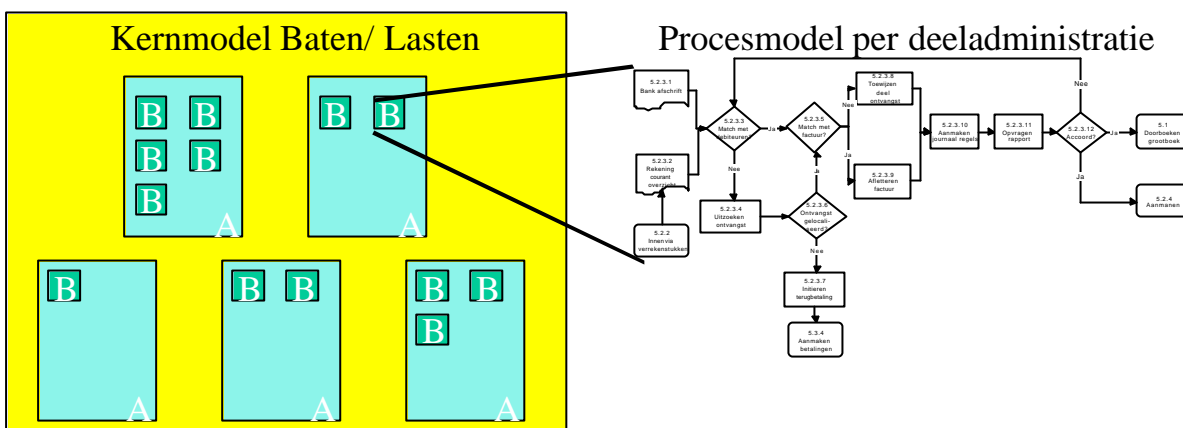 Kernmodel Baten/ Lasten
B B
B B
B
A
B B
A
B
A
B B
A
B B
B
A
Procesmodel per deeladministratie
5.2.3.1
Bank afschrift
5.2.3.2
Rekening
courant
overzicht
5.2.2
Innen via
verrekenstukken
5.2.3.3
Match met
debiteuren?
Ja
Nee
5.2.3.4
Uitzoeken
ontvangst
5.2.3.5
Match met
factuur?
Nee
Ja
Ja
5.2.3.6
Ontvangst
gelocali-
seerd?
Nee
5.2.3.7
Initieren
terugbetaling
5.3.4
Aanmaken
betalingen
5.2.3.8
Toewijzen
deel
ontvangst
5.2.3.9
Afletteren
factuur
5.2.3.10
Aanmaken
journaal regels
5.2.3.11
Opvragen
rapport
Nee
5.2.3.12
Accoord?
Ja
Ja
5.1
Doorboeken
grootboek
5.2.4
Aanmanen